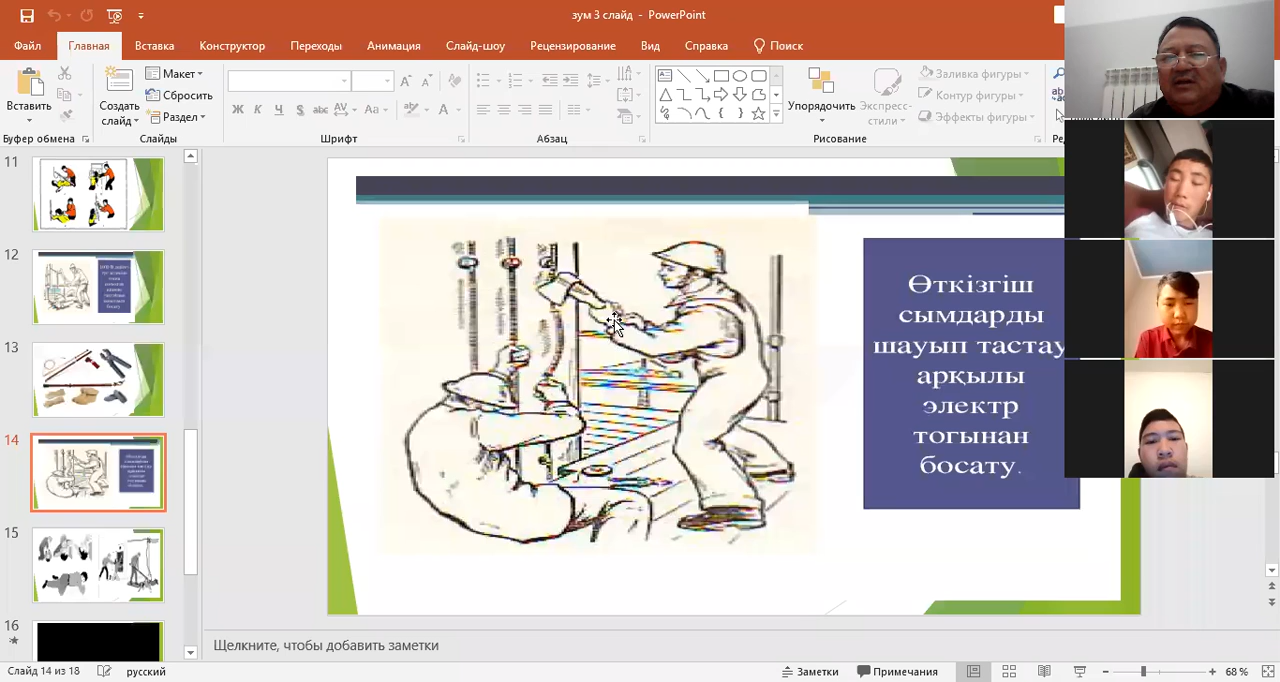 зум 3 слайд - PowerPoint
Файл Главная Вставка Конструктор Переходы Анимация Слайд-шоу Рецензирование Вид Справка Поиск
Вставить
Создать слайд
Макет
Сбросить
Раздел
Ж К Ч S abc AV Aa A
Упорядочить
Экспресс-стили
Заливка фигуры
Контур фигуры
Эффекты фигуры
Буфер обмена Слайды Шрифт Абзац Рисование
11
12
13
14
15
16
Өткізгіш
сымдарды
шауып тастау
арқылы
электр
тогынан
босату.
Щелкните, чтобы добавить заметки
Слайд 14 из 18 русский Заметки Примечания 68 %